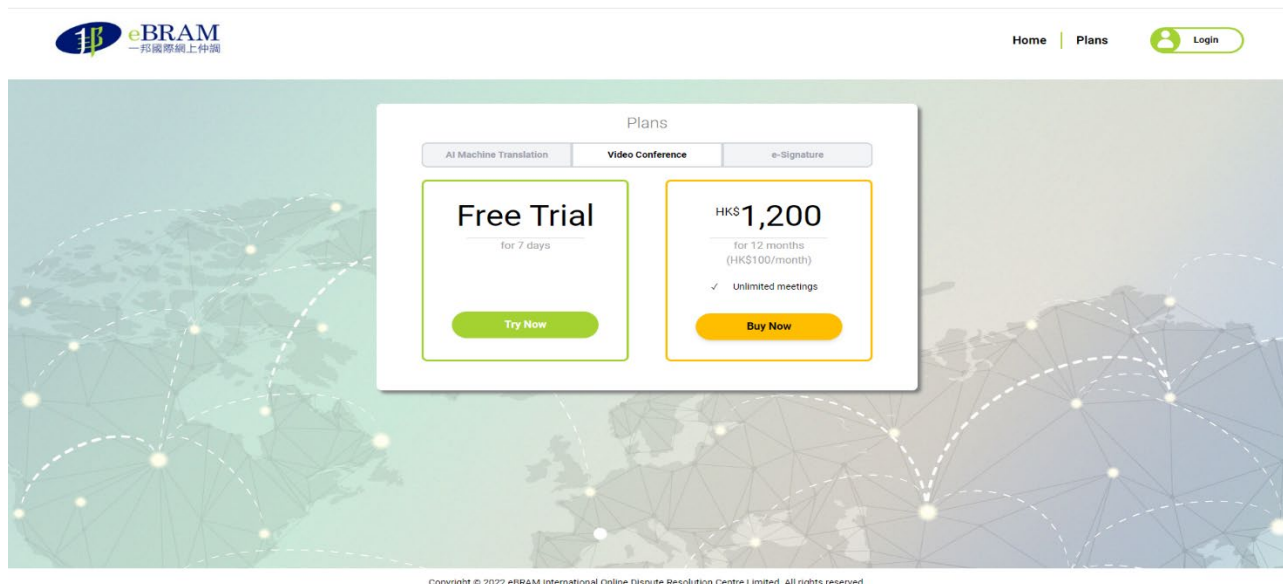 邦 eBRAM
一邦國際網上仲調
Home Plans Login
Plans
AI Machine Translation Video Conference e-Signature
Free Trial
for 7 days
Try Now
HK$1,200
for 12 months
(HK$100/month)
✓ Unlimited meetings
Buy Now
Copyright © 2022 eBRAM International Online Dispute Resolution Centre Limited. All rights reserved.